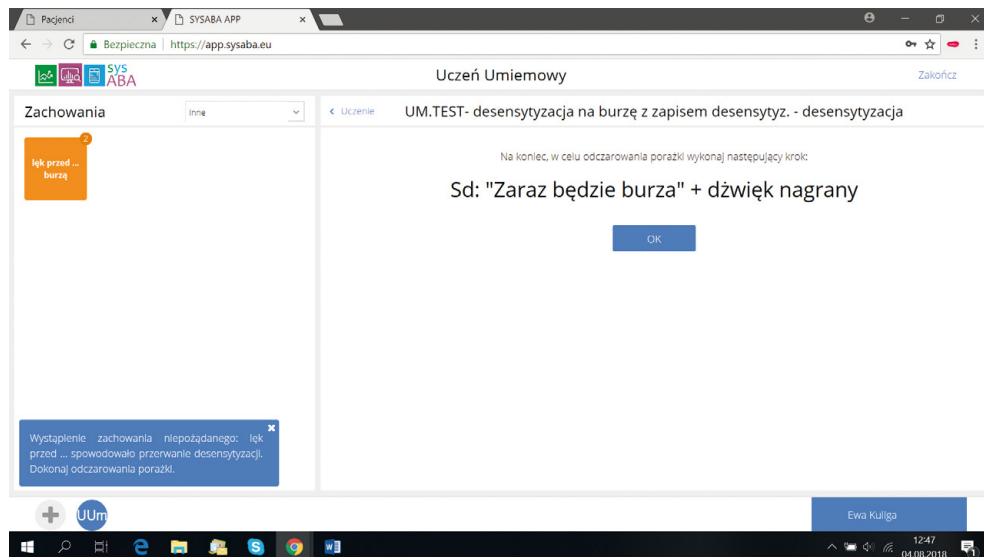 Pacjenci
SYSABA APP
Bezpieczna
https://app.sysaba.eu
sys
ABA
Uczeń Umiemowy
Zakończ
Zachowania
Inne
Uczenie
UM.TEST- desensytyzacja na burzę z zapisem desensytyz. - desensytyzacja
2
lęk przed ...
burzą
Na koniec, w celu odczarowania porażki wykonaj następujący krok:
Sd: "Zaraz będzie burza" + dżwięk nagrany
OK
Wystąpienie zachowania niepożądanego: lęk
przed ... spowodowało przerwanie desensytyzacji.
Dokonaj odczarowania porażki.
UUm
Ewa Kuliga
12:47
04.08.2018